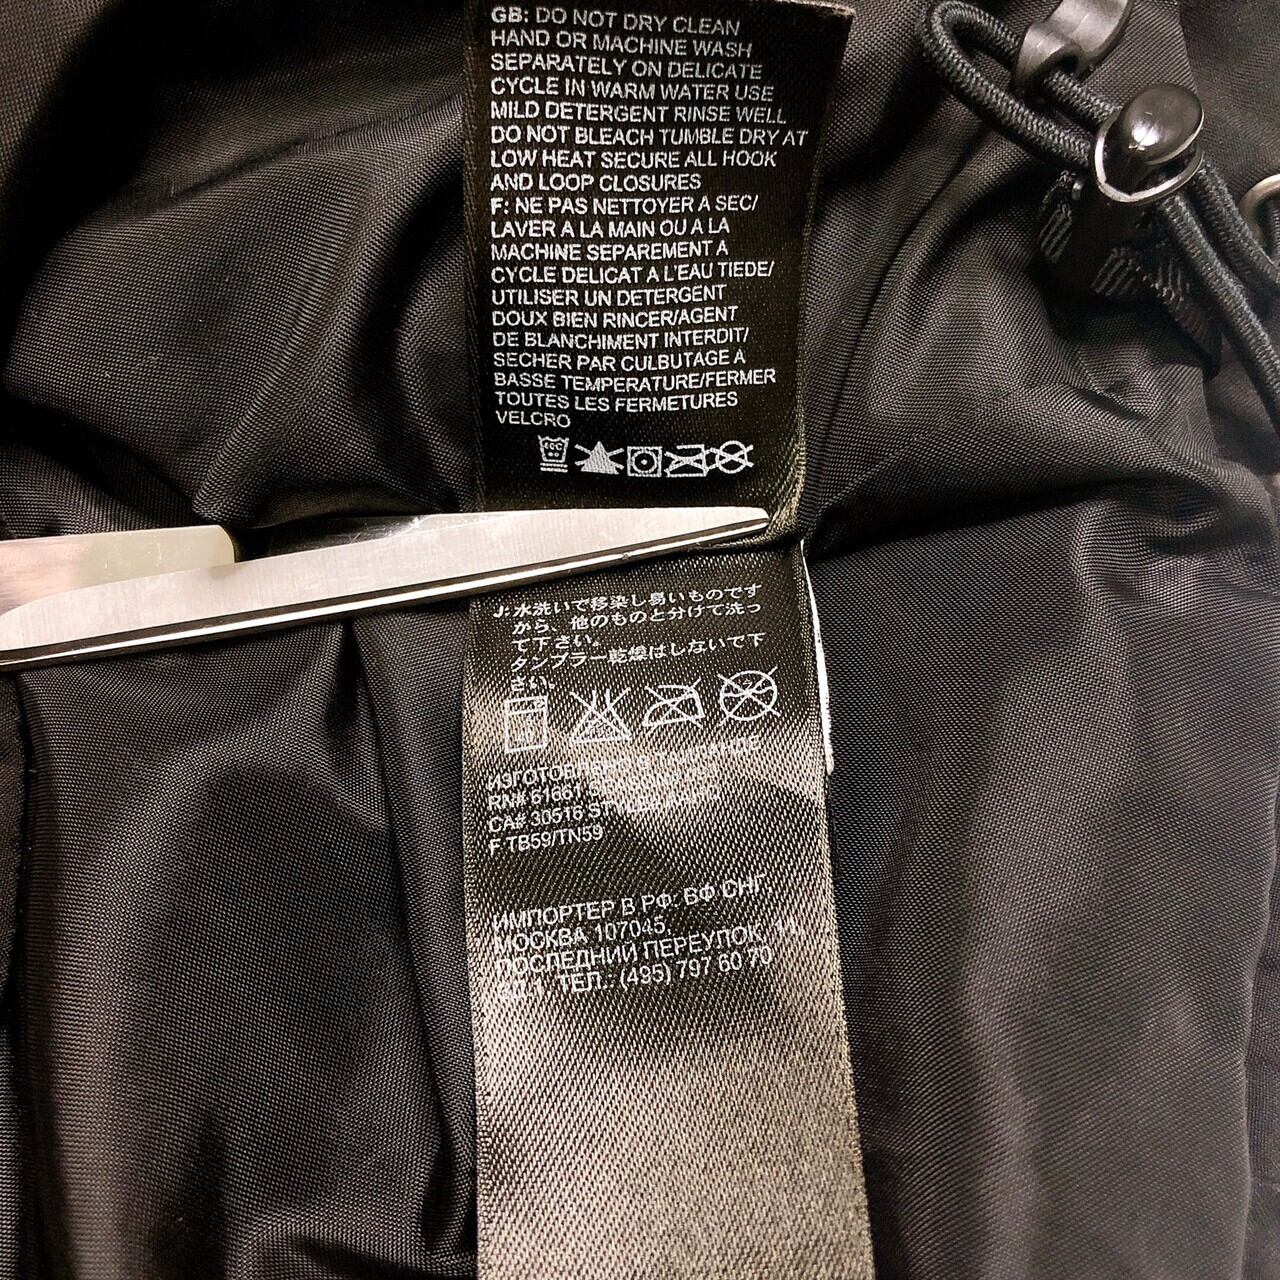 GB: DO NOT DRY CLEAN
HAND OR MACHINE WASH
SEPARATELY ON DELICATE
CYCLE IN WARM WATER USE
MILD DETERGENT RINSE WELL
DO NOT BLEACH TUMBLE DRY AT
LOW HEAT SECURE ALL HOOK
AND LOOP CLOSURES
F: NE PAS NETTOYER A SEC/
LAVER A LA MAIN OU A LA
MACHINE SEPAREMENT A
CYCLE DELICAT A L'EAU TIEDE/
UTILISER UN DETERGENT
DOUX BIEN RINCER/AGENT
DE BLANCHIMENT INTERDIT/
SECHER PAR CULBUTAGE A
BASSE TEMPERATURE/FERMER
TOUTES LES FERMETURES
VELCRO
40C
J: 水洗いで移染し易いものです
から、他のものと分けて洗っ
て下さい。
タンブラー乾燥はしないで下
さい。
40
RN# 61661
CA# 30516
F TB59/TN59
ИМПОРТЕР В РФ: ВФ СНГ,
МОСКВА 107045,
ПОСЛЕДНИЙ ПЕРЕУЛОК, 11,
ТЕЛ.: (495) 797 60 70